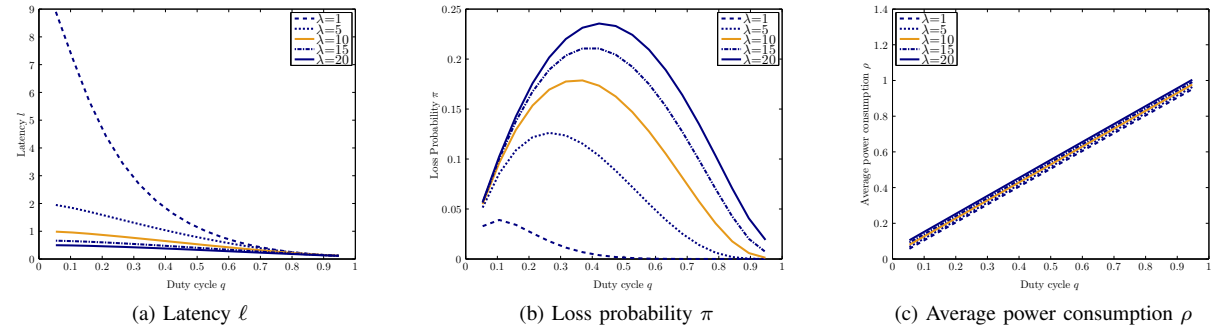 9
8
7
6
5
4
3
2
1
0
Latency l
0 0.1 0.2 0.3 0.4 0.5 0.6 0.7 0.8 0.9 1
Duty cycle q
λ=1
λ=5
λ=10
λ=15
λ=20
(a) Latency ℓ
0.25
0.2
0.15
0.1
0.05
0
Loss Probability π
0 0.1 0.2 0.3 0.4 0.5 0.6 0.7 0.8 0.9 1
Duty cycle q
λ=1
λ=5
λ=10
λ=15
λ=20
(b) Loss probability π
1.4
1.2
1
0.8
0.6
0.4
0.2
0
Average power consumption ρ
0 0.1 0.2 0.3 0.4 0.5 0.6 0.7 0.8 0.9 1
Duty cycle q
λ=1
λ=5
λ=10
λ=15
λ=20
(c) Average power consumption ρ